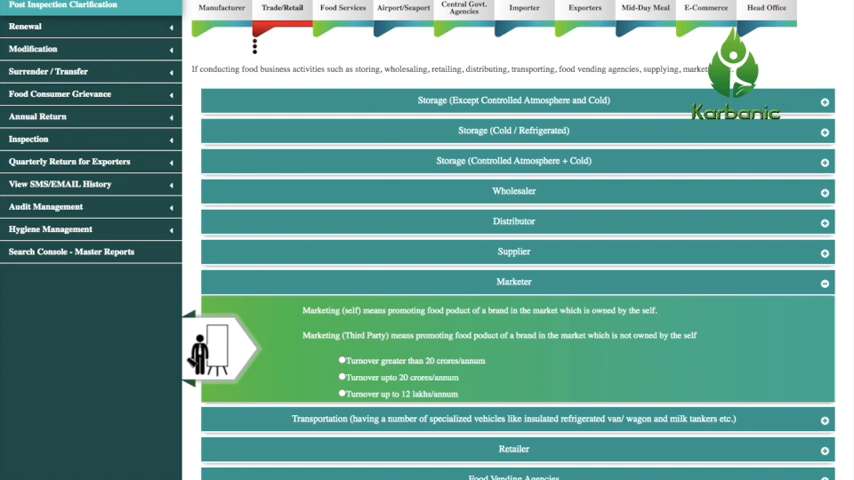 Post Inspection Clarification
Renewal
Modification
Surrender / Transfer
Food Consumer Grievance
Annual Return
Inspection
Quarterly Return for Exporters
View SMS/EMAIL History
Audit Management
Hygiene Management
Search Console - Master Reports
Manufacturer
Trade/Retail
Food Services
Airport/Seaport
Central Govt.
Agencies
Importer
Exporters
Mid-Day Meal
E-Commerce
Head Office
If conducting food business activities such as storing, wholesaling, retailing, distributing, transporting, food vending agencies, supplying,
Karbanic
Storage (Except Controlled Atmosphere and Cold)
Storage (Cold / Refrigerated)
Storage (Controlled Atmosphere + Cold)
Wholesaler
Distributor
Supplier
Marketer
Marketing (self) means promoting food poduct of a brand in the market which is owned by the self.
Marketing (Third Party) means promoting food poduct of a brand in the market which is not owned by the self
Turnover greater than 20 crores/annum
Turnover upto 20 crores/annum
Turnover up to 12 lakhs/annum
Transportation (having a number of specialized vehicles like insulated refrigerated van/ wagon and milk tankers etc.)
Retailer
Food Vending Agencies